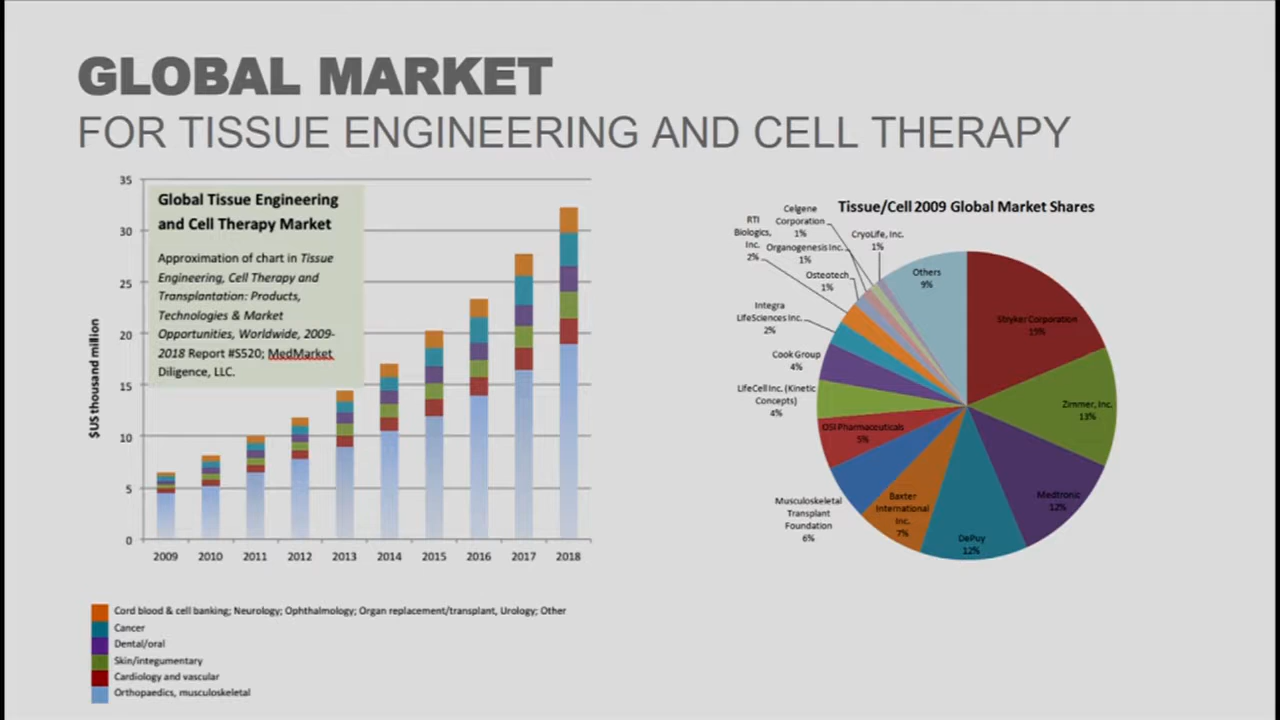 GLOBAL MARKET
FOR TISSUE ENGINEERING AND CELL THERAPY
35
30
25
20
15
10
5
0
$US thousand million
Global Tissue Engineering
and Cell Therapy Market
Approximation of chart in Tissue
Engineering, Cell Therapy and
Transplantation: Products,
Technologies & Market
Opportunities, Worldwide, 2009-
2018 Report #S520; MedMarket
Diligence, LLC.
2009 2010 2011 2012 2013 2014 2015 2016 2017 2018
Cord blood & cell banking; Neurology; Ophthalmology; Organ replacement/transplant, Urology; Other
Cancer
Dental/oral
Skin/integumentary
Cardiology and vascular
Orthopaedics, musculoskeletal
Tissue/Cell 2009 Global Market Shares
Stryker Corporation
Zimmer, Inc.
13%
Medtronic
12%
DePuy
12%
Baxter
International
Inc.
7%
Musculoskeletal
Transplant
Foundation
6%
OSI Pharmaceuticals
5%
LifeCell Inc. (Kinetic
Concepts)
4%
Cook Group
4%
Integra
LifeSciences Inc.
2%
RTI
Biologics,
Inc.
2%
Osteotech
1%
Organogenesis Inc.
1%
Celgene
Corporation
1%
CryoLife, Inc.
1%
Others
9%